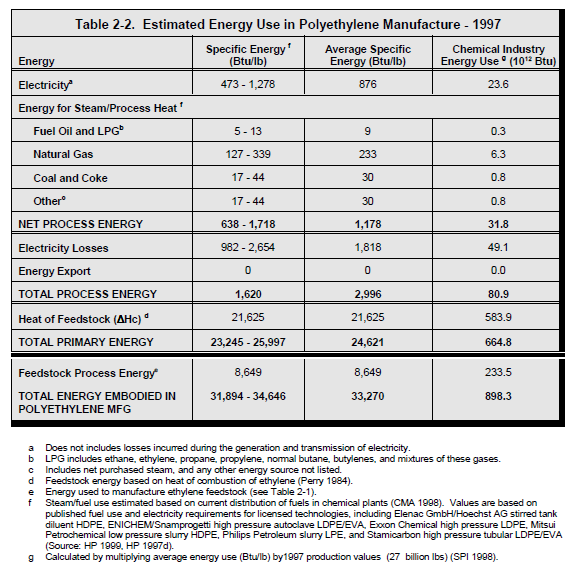 Table 2-2. Estimated Energy Use in Polyethylene Manufacture - 1997
Energy Specific Energy f (Btu/lb) Average Specific Energy (Btu/lb) Chemical Industry Energy Use g (10¹² Btu)
Electricityᵃ 473 - 1,278 876 23.6
Energy for Steam/Process Heat f
Fuel Oil and LPGᵇ 5 - 13 9 0.3
Natural Gas 127 - 339 233 6.3
Coal and Coke 17 - 44 30 0.8
Otherᵉ 17 - 44 30 0.8
NET PROCESS ENERGY 638 - 1,718 1,178 31.8
Electricity Losses 982 - 2,654 1,818 49.1
Energy Export 0 0 0.0
TOTAL PROCESS ENERGY 1,620 2,996 80.9
Heat of Feedstock (ΔHc) d 21,625 21,625 583.9
TOTAL PRIMARY ENERGY 23,245 - 25,997 24,621 664.8
Feedstock Process Energyᵉ 8,649 8,649 233.5
TOTAL ENERGY EMBODIED IN POLYETHYLENE MFG 31,894 - 34,646 33,270 898.3
a Does not includes losses incurred during the generation and transmission of electricity.
b LPG includes ethane, ethylene, propane, propylene, normal butane, butylenes, and mixtures of these gases.
c Includes net purchased steam, and any other energy source not listed.
d Feedstock energy based on heat of combustion of ethylene (Perry 1984).
e Energy used to manufacture ethylene feedstock (see Table 2-1).
f Steam/fuel use estimated based on current distribution of fuels in chemical plants (CMA 1998). Values are based on
published fuel use and electricity requirements for licensed technologies, including Elenac GmbH/Hoechst AG stirred tank
diluent HDPE, ENICHEM/Snamprogetti high pressure autoclave LDPE/EVA, Exxon Chemical high pressure LDPE, Mitsui
Petrochemical low pressure slurry HDPE, Philips Petroleum slurry LPE, and Stamicarbon high pressure tubular LDPE/EVA
(Source: HP 1999, HP 1997d).
g Calculated by multiplying average energy use (Btu/lb) by1997 production values (27 billion lbs) (SPI 1998).